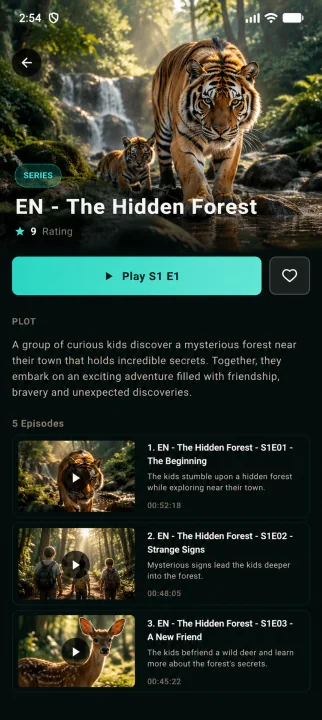 2:54
SERIES
EN - The Hidden Forest
9 Rating
Play S1 E1
PLOT
A group of curious kids discover a mysterious forest near
their town that holds incredible secrets. Together, they
embark on an exciting adventure filled with friendship,
bravery and unexpected discoveries.
5 Episodes
1. EN - The Hidden Forest - S1E01 -
The Beginning
The kids stumble upon a hidden forest
while exploring near their town.
00:52:18
2. EN - The Hidden Forest - S1E02 -
Strange Signs
Mysterious signs lead the kids deeper
into the forest.
00:48:05
3. EN - The Hidden Forest - S1E03 -
A New Friend
The kids befriend a wild deer and learn
more about the forest's secrets.
00:45:22